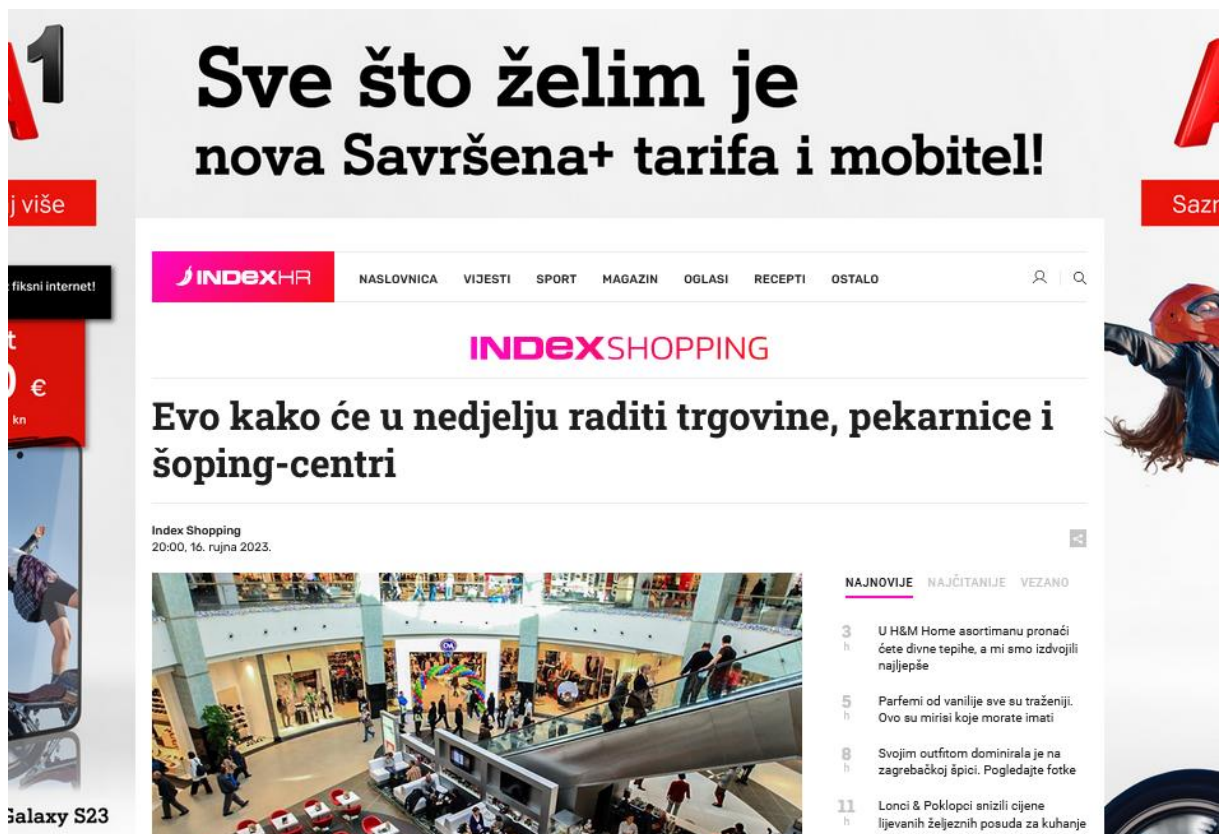 A1
Sve što želim je
nova Savršena+ tarifa i mobitel!
j više
Sazn
fiksni internet!
€
kn
Galaxy S23
INDEXHR
NASLOVNICA VIJESTI SPORT MAGAZIN OGLASI RECEPTI OSTALO
INDEXSHOPPING
Evo kako će u nedjelju raditi trgovine, pekarnice i
šoping-centri
Index Shopping
20:00, 16. rujna 2023.
NAJNOVIJE NAJČITANIJE VEZANO
3 h
U H&M Home asortimanu pronaći
ćete divne tepihe, a mi smo izdvojili
najljepše
5 h
Parfemi od vanilije sve su traženiji.
Ovo su mirisi koje morate imati
8 h
Svojim outfitom dominirala je na
zagrebačkoj špici. Pogledajte fotke
11 h
Lonci & Poklopci snizili cijene
lijevanih željeznih posuda za kuhanje